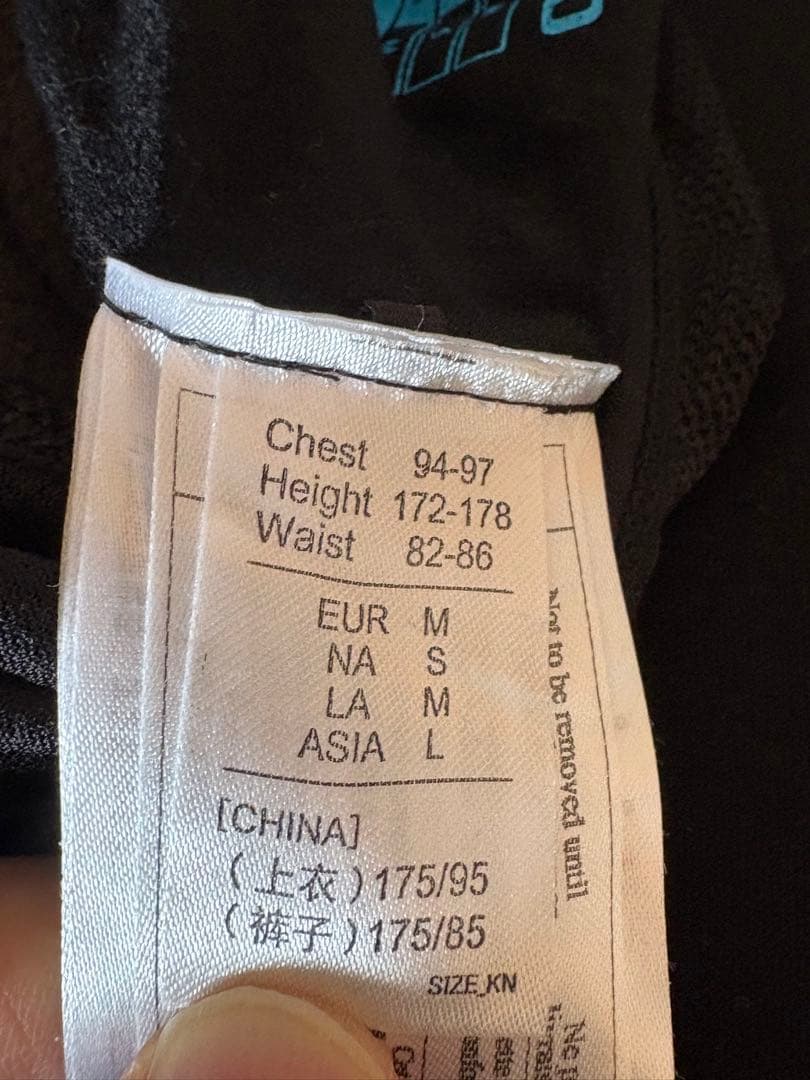 Chest 94-97
Height 172-178
Waist 82-86
EUR M
NA S
LA M
ASIA L
[CHINA]
(上衣)175/95
(裤子)175/85
SIZE_KN
Not to be removed until